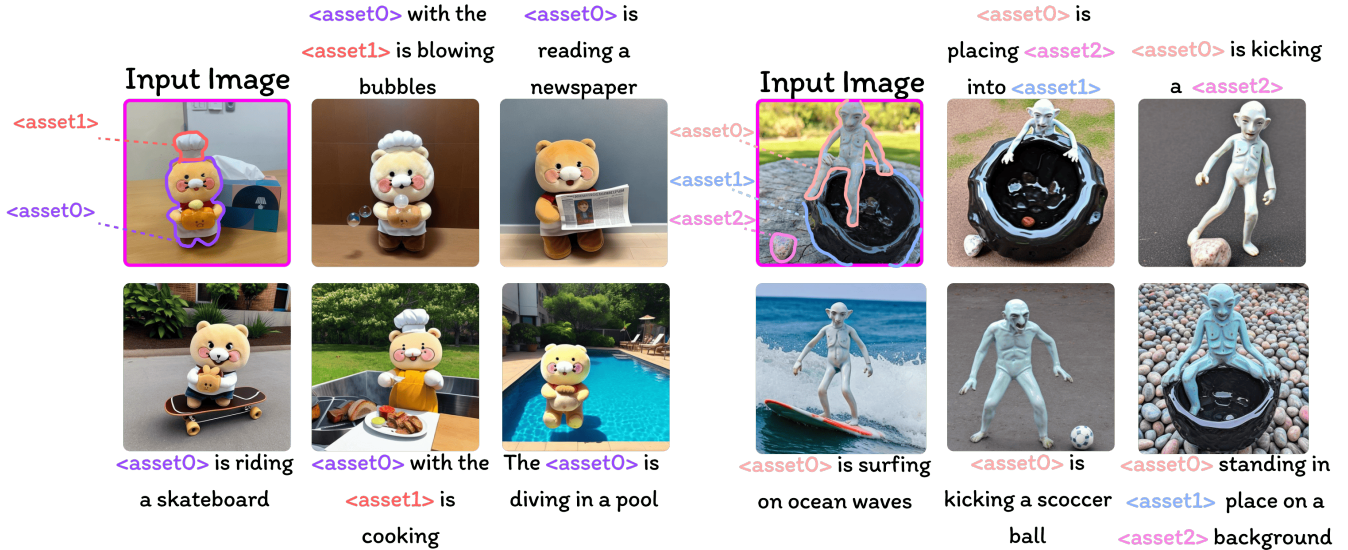 <asset0> with the
<asset1> is blowing
bubbles
<asset0> is
reading a
newspaper
Input Image
<asset1>
<asset0>
<asset0> is riding
a skateboard
<asset0> with the
<asset1> is
cooking
The <asset0> is
diving in a pool
<asset0> is
placing <asset2>
into <asset1>
<asset0> is kicking
a <asset2>
Input Image
<asset0>
<asset1>
<asset2>
<asset0> is surfing
on ocean waves
<asset0> is
kicking a scoccer
ball
<asset0> standing in
<asset1> place on a
<asset2> background